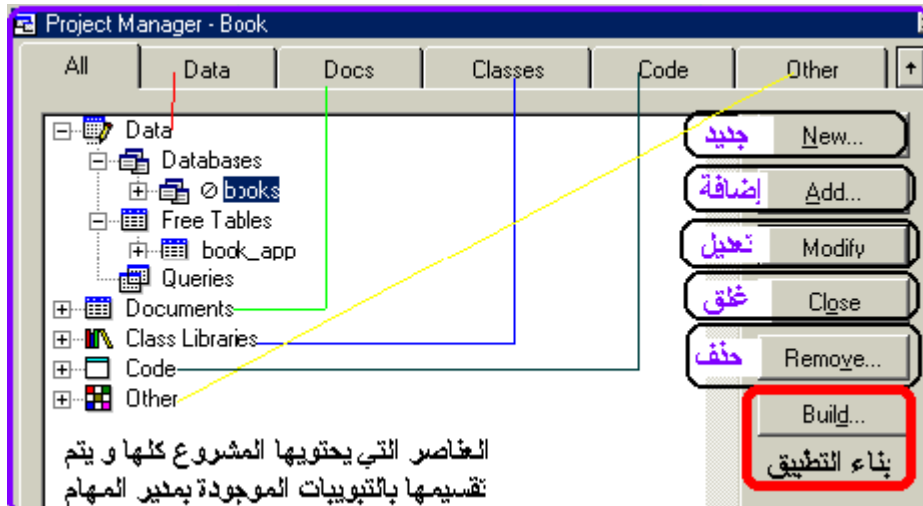 Project Manager - Book
All Data Docs Classes Code Other
Data
Databases
books
Free Tables
book_app
Queries
Documents
Class Libraries
Code
Other
جديد New...
إضافة Add...
تعديل Modify
غلق Close
حذف Remove...
Build...
بناء التطبيق
العناصر التي يحتويها المشروع كلها و يتم
تقسيمها بالتبويبات الموجودة بمدير المهام